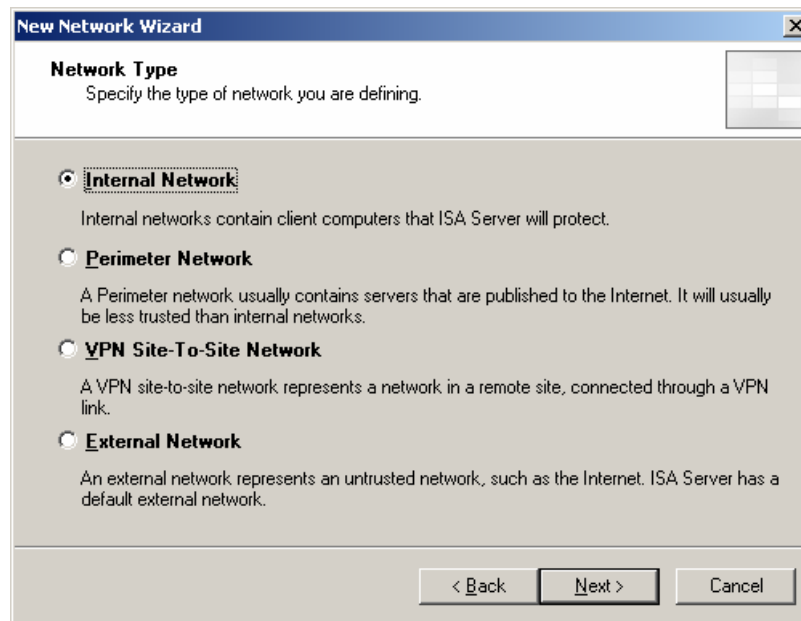 New Network Wizard
Network Type
Specify the type of network you are defining.
Internal Network
Internal networks contain client computers that ISA Server will protect.
Perimeter Network
A Perimeter network usually contains servers that are published to the Internet. It will usually
be less trusted than internal networks.
VPN Site-To-Site Network
A VPN site-to-site network represents a network in a remote site, connected through a VPN
link.
External Network
An external network represents an untrusted network, such as the Internet. ISA Server has a
default external network.
< Back Next > Cancel